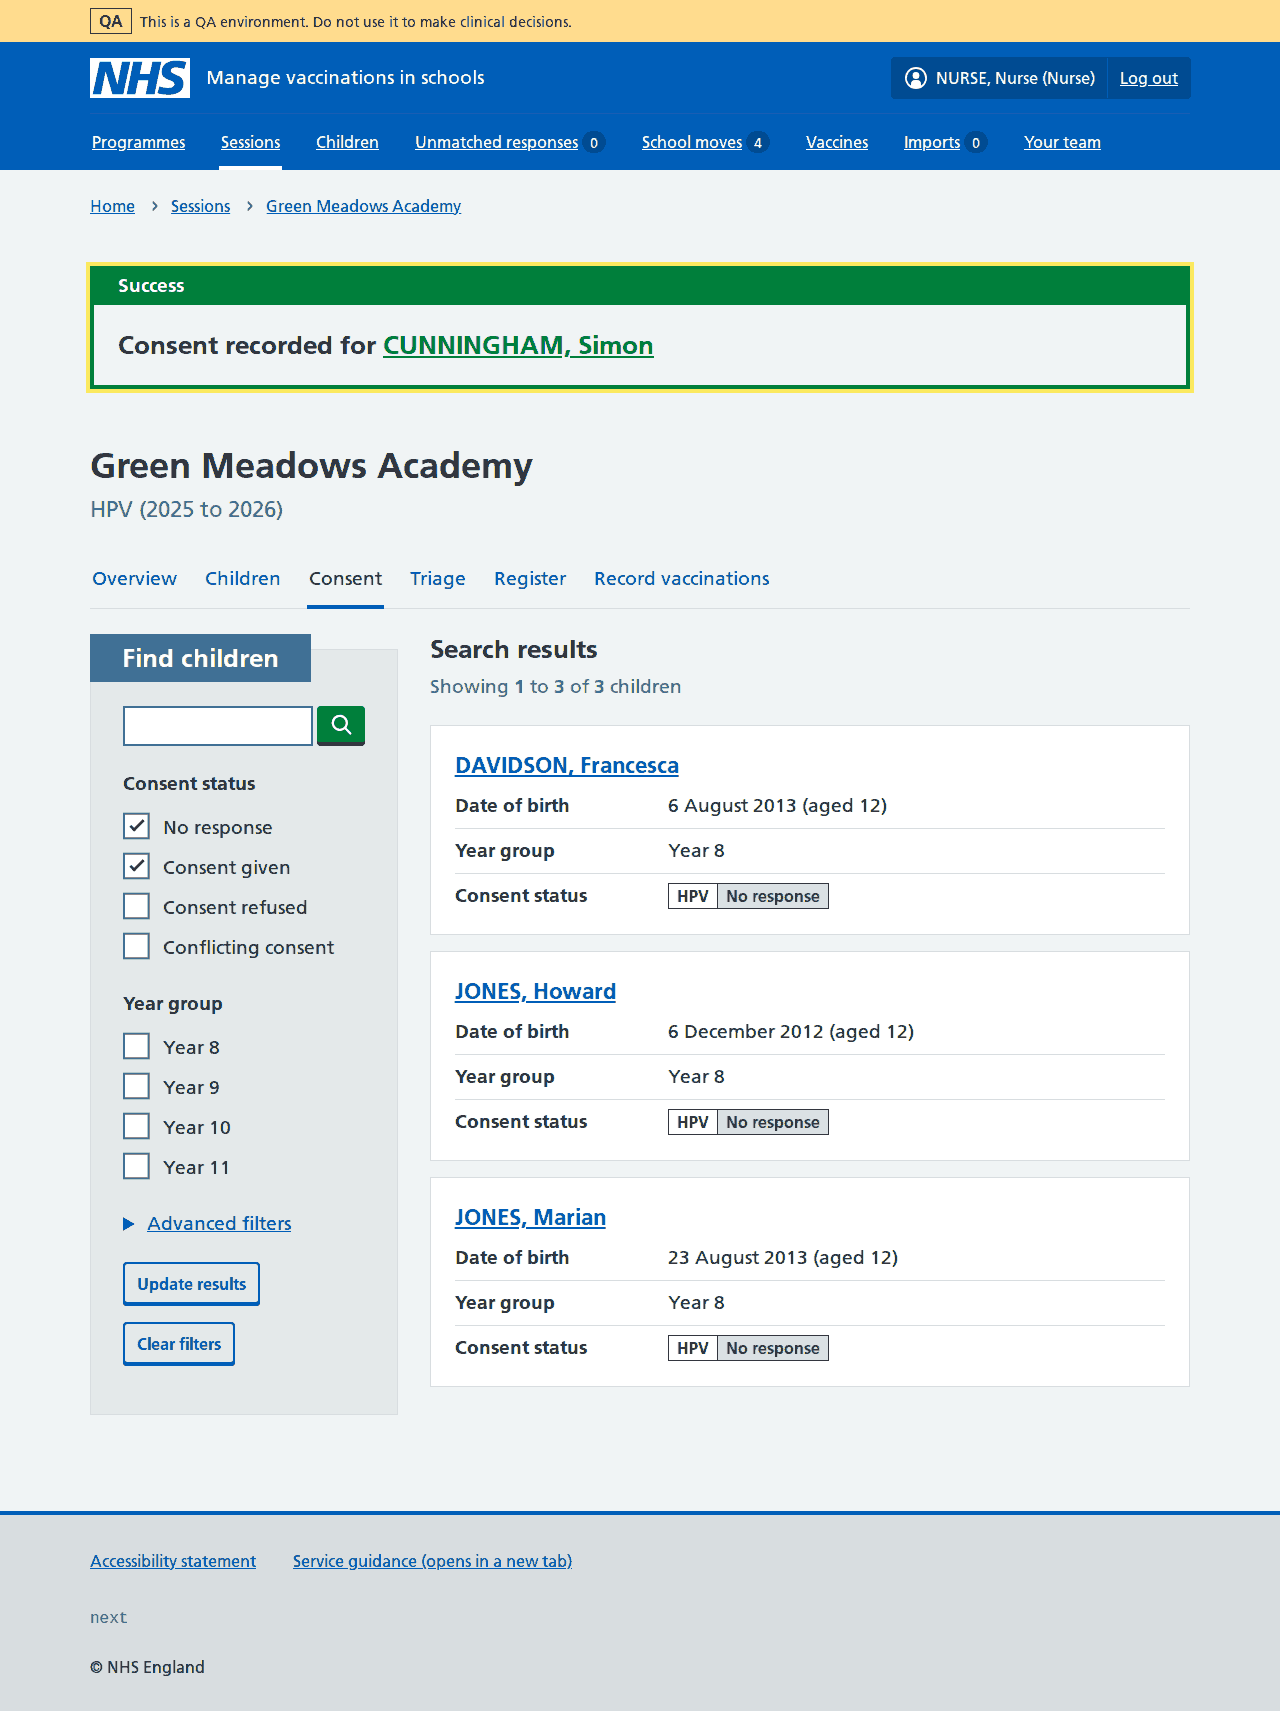 QA This is a QA environment. Do not use it to make clinical decisions.
NHS Manage vaccinations in schools NURSE, Nurse (Nurse) Log out
Programmes Sessions Children Unmatched responses 0 School moves 4 Vaccines Imports 0 Your team
Home Sessions Green Meadows Academy
Success
Consent recorded for CUNNINGHAM, Simon
Green Meadows Academy
HPV (2025 to 2026)
Overview Children Consent Triage Register Record vaccinations
Find children
Consent status
No response
Consent given
Consent refused
Conflicting consent
Year group
Year 8
Year 9
Year 10
Year 11
Advanced filters
Update results
Clear filters
Search results
Showing 1 to 3 of 3 children
DAVIDSON, Francesca
Date of birth 6 August 2013 (aged 12)
Year group Year 8
Consent status HPV No response
JONES, Howard
Date of birth 6 December 2012 (aged 12)
Year group Year 8
Consent status HPV No response
JONES, Marian
Date of birth 23 August 2013 (aged 12)
Year group Year 8
Consent status HPV No response
Accessibility statement Service guidance (opens in a new tab)
next
© NHS England